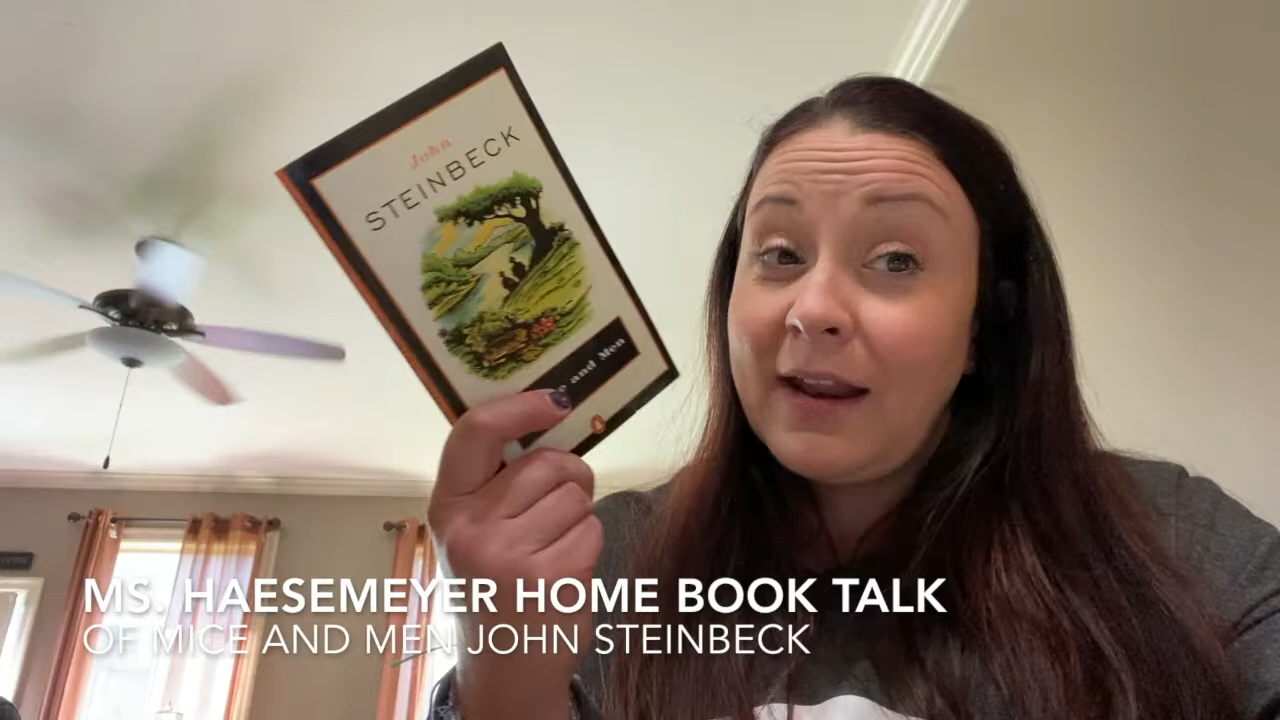 John
STEINBECK
and Men
MS. HAESEMEYER HOME BOOK TALK
OF MICE AND MEN JOHN STEINBECK